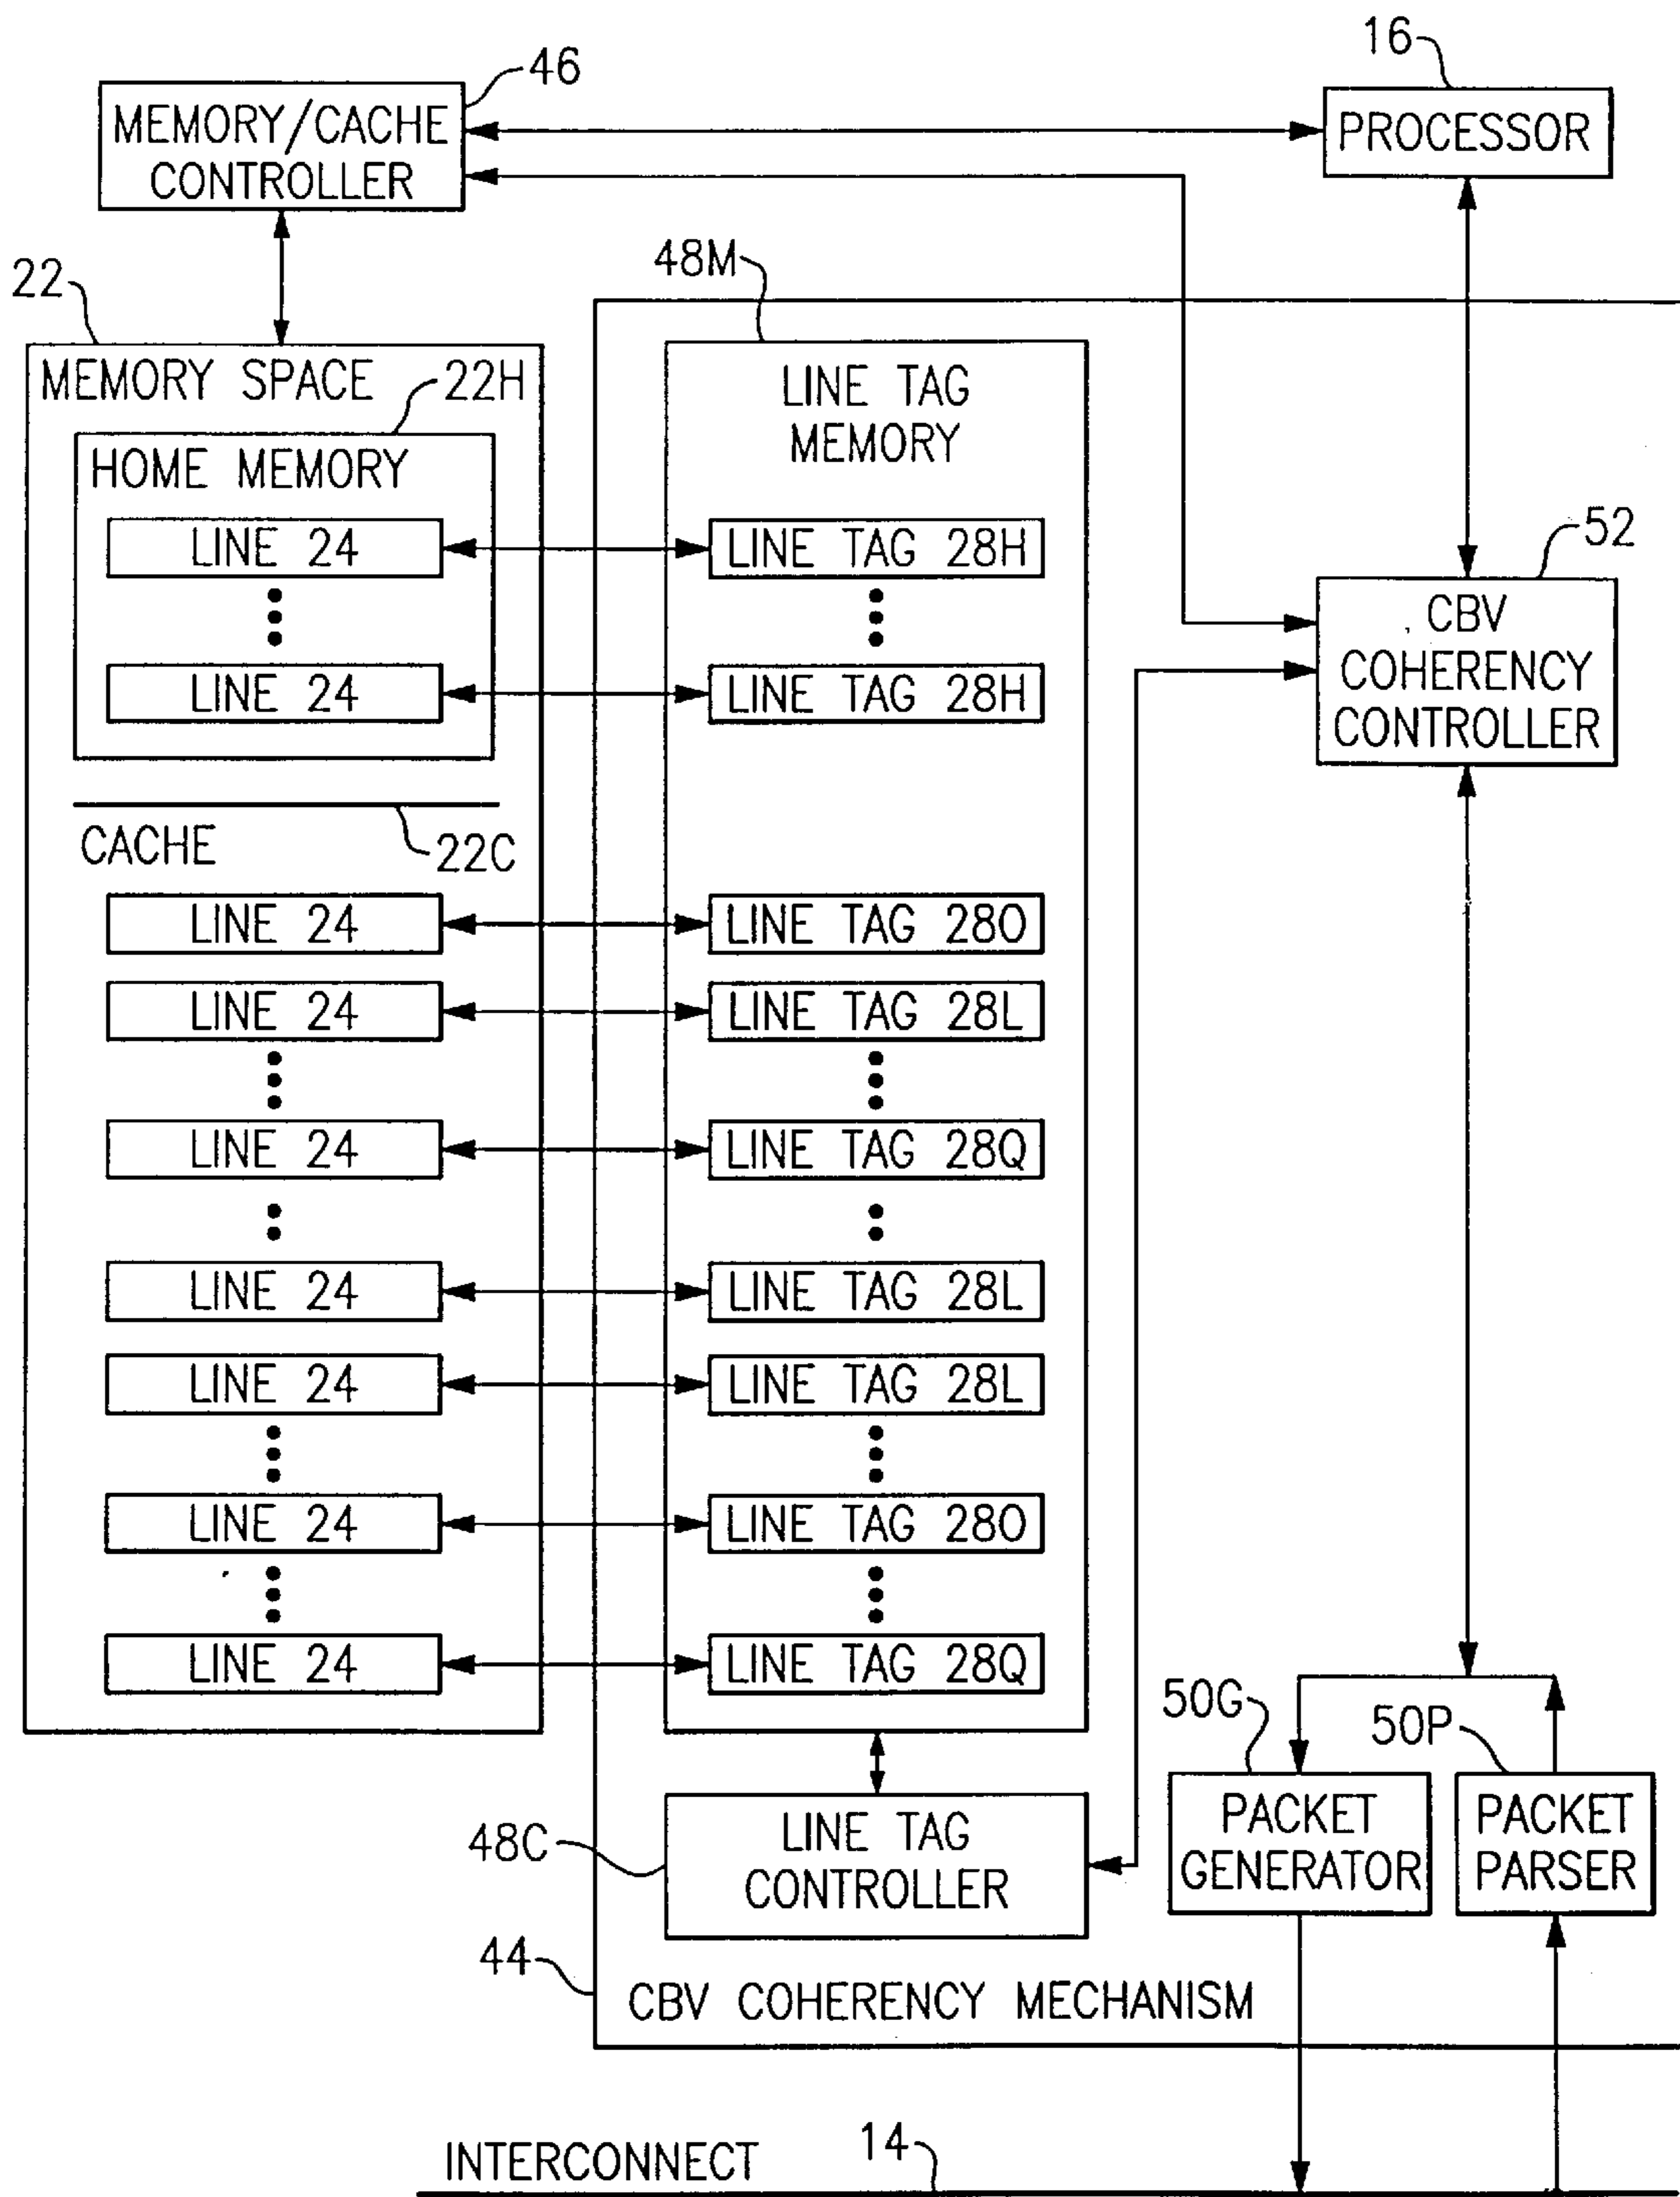 46
16
MEMORY/CACHE
CONTROLLER
PROCESSOR
22
48M
MEMORY SPACE
22H
HOME MEMORY
LINE TAG
MEMORY
LINE 24
LINE TAG 28H
52
LINE 24
LINE TAG 28H
CBV
COHERENCY
CONTROLLER
CACHE
22C
LINE 24
LINE TAG 28O
LINE 24
LINE TAG 28L
LINE 24
LINE TAG 28Q
LINE 24
LINE TAG 28L
LINE 24
LINE TAG 28L
LINE 24
LINE TAG 28O
LINE 24
LINE TAG 28Q
50G
50P
48C
LINE TAG
CONTROLLER
PACKET
GENERATOR
PACKET
PARSER
44
CBV COHERENCY MECHANISM
INTERCONNECT
14